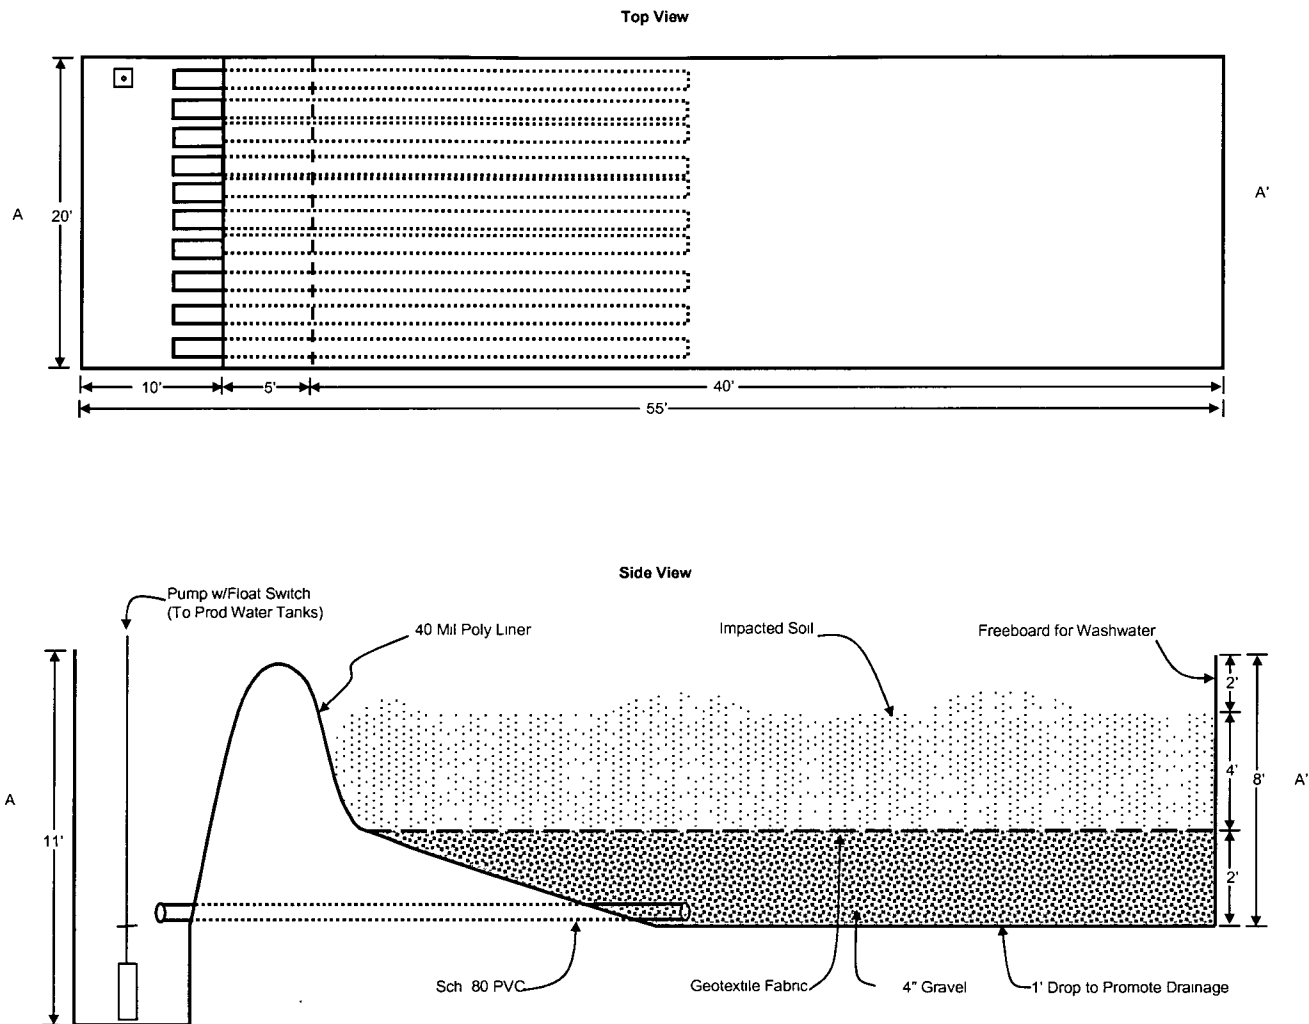 Top View
A
20'
A'
10'
5'
40'
55'
Side View
Pump w/Float Switch
(To Prod Water Tanks)
40 Mil Poly Liner
Impacted Soil
Freeboard for Washwater
2'
A
4'
8'
A'
11'
2'
Sch 80 PVC
Geotextile Fabric
4" Gravel
1' Drop to Promote Drainage